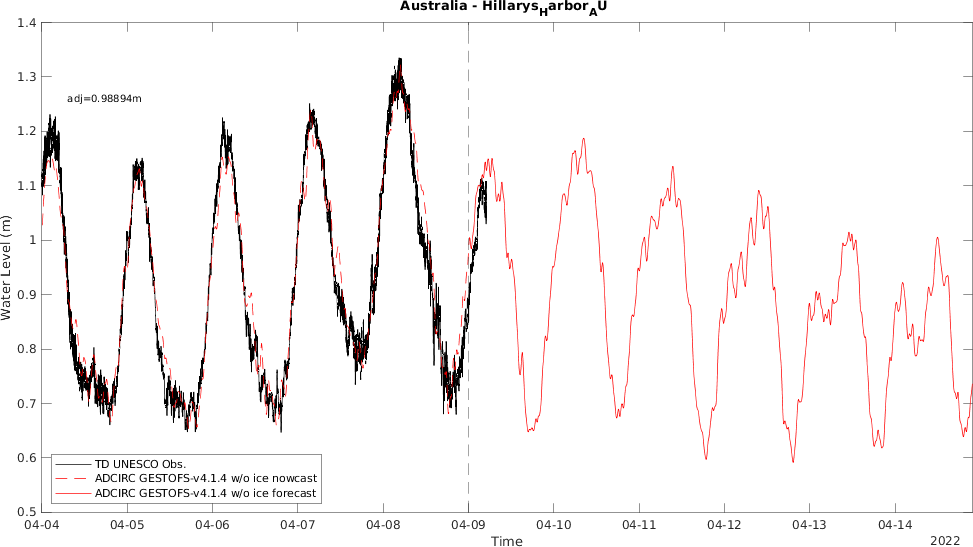 Australia - Hillarys_Harbor_AU
1.4
1.3
adj=0.98894m
1.2
1.1
1
0.9
0.8
0.7
0.6
0.5
Water Level (m)
TD UNESCO Obs.
ADCIRC GESTOFS-v4.1.4 w/o ice nowcast
ADCIRC GESTOFS-v4.1.4 w/o ice forecast
04-04 04-05 04-06 04-07 04-08 04-09 04-10 04-11 04-12 04-13 04-14
Time
2022